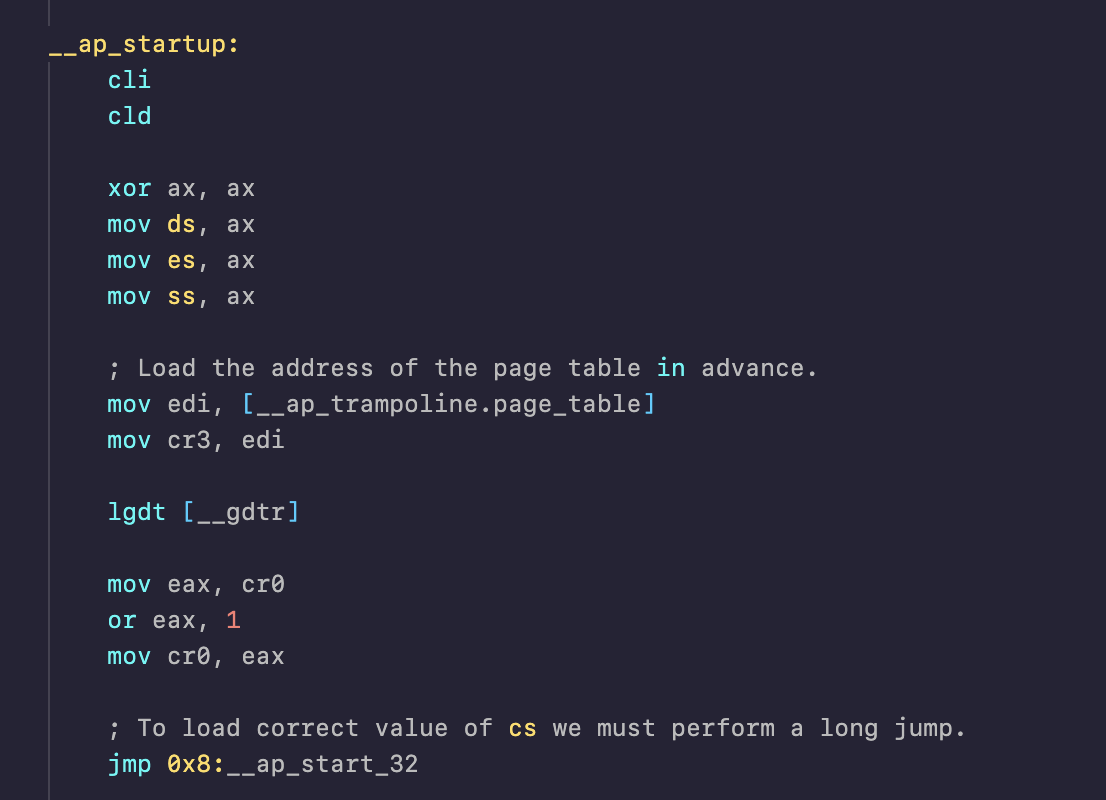 __ap_startup:
cli
cld
xor ax, ax
mov ds, ax
mov es, ax
mov ss, ax
; Load the address of the page table in advance.
mov edi, [__ap_trampoline.page_table]
mov cr3, edi
lgdt [__gdtr]
mov eax, cr0
or eax, 1
mov cr0, eax
; To load correct value of cs we must perform a long jump.
jmp 0x8:__ap_start_32